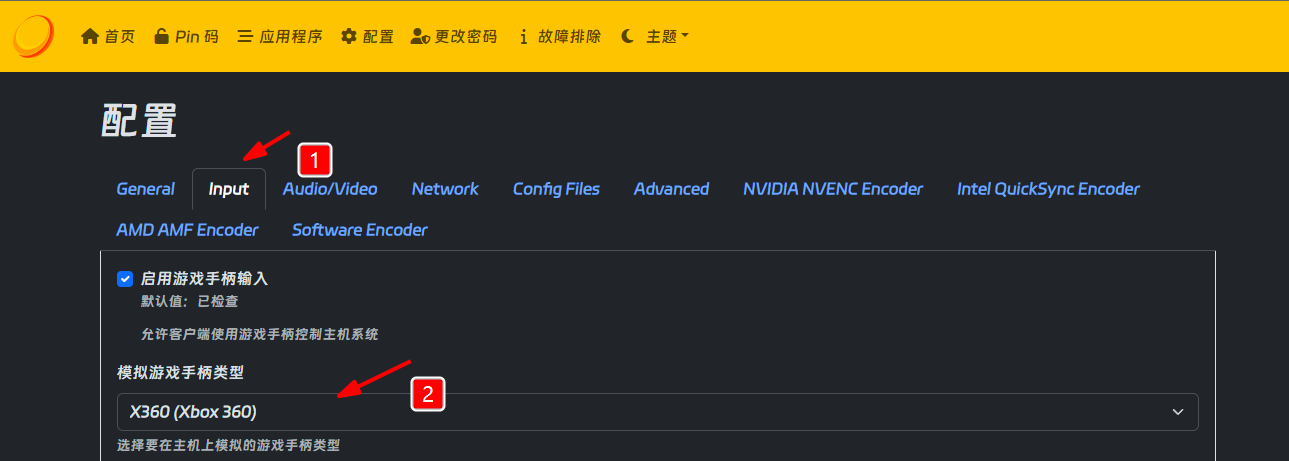 首页 Pin 码 应用程序 配置 更改密码 故障排除 主题
配置
1
General Input Audio/Video Network Config Files Advanced NVIDIA NVENC Encoder Intel QuickSync Encoder
AMD AMF Encoder Software Encoder
启用游戏手柄输入
默认值：已检查
允许客户端使用游戏手柄控制主机系统
模拟游戏手柄类型
2
X360 (Xbox 360)
选择要在主机上模拟的游戏手柄类型